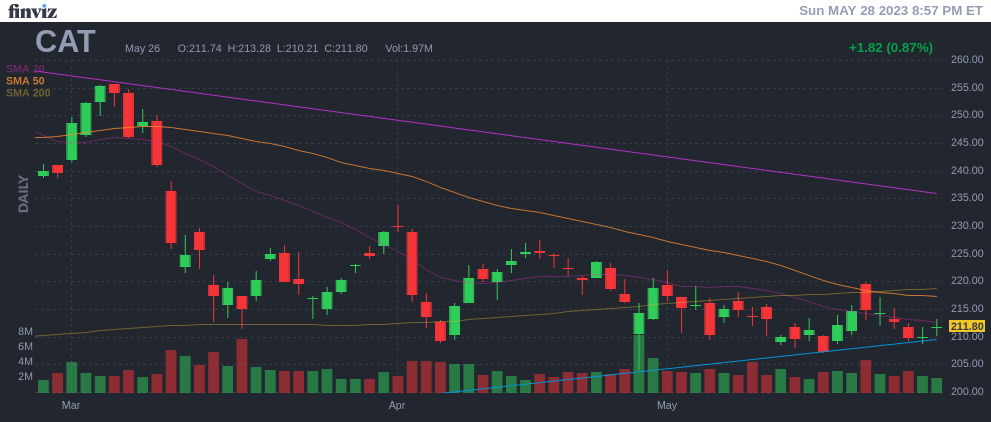 finviz Sun MAY 28 2023 8:57 PM ET
CAT May 26 O:211.74 H:213.28 L:210.21 C:211.80 Vol:1.97M +1.82 (0.87%)
SMA 20
SMA 50
SMA 200
DAILY
260.00
255.00
250.00
245.00
240.00
235.00
230.00
225.00
220.00
215.00
211.80
210.00
205.00
200.00
8M
6M
4M
2M
Mar Apr May